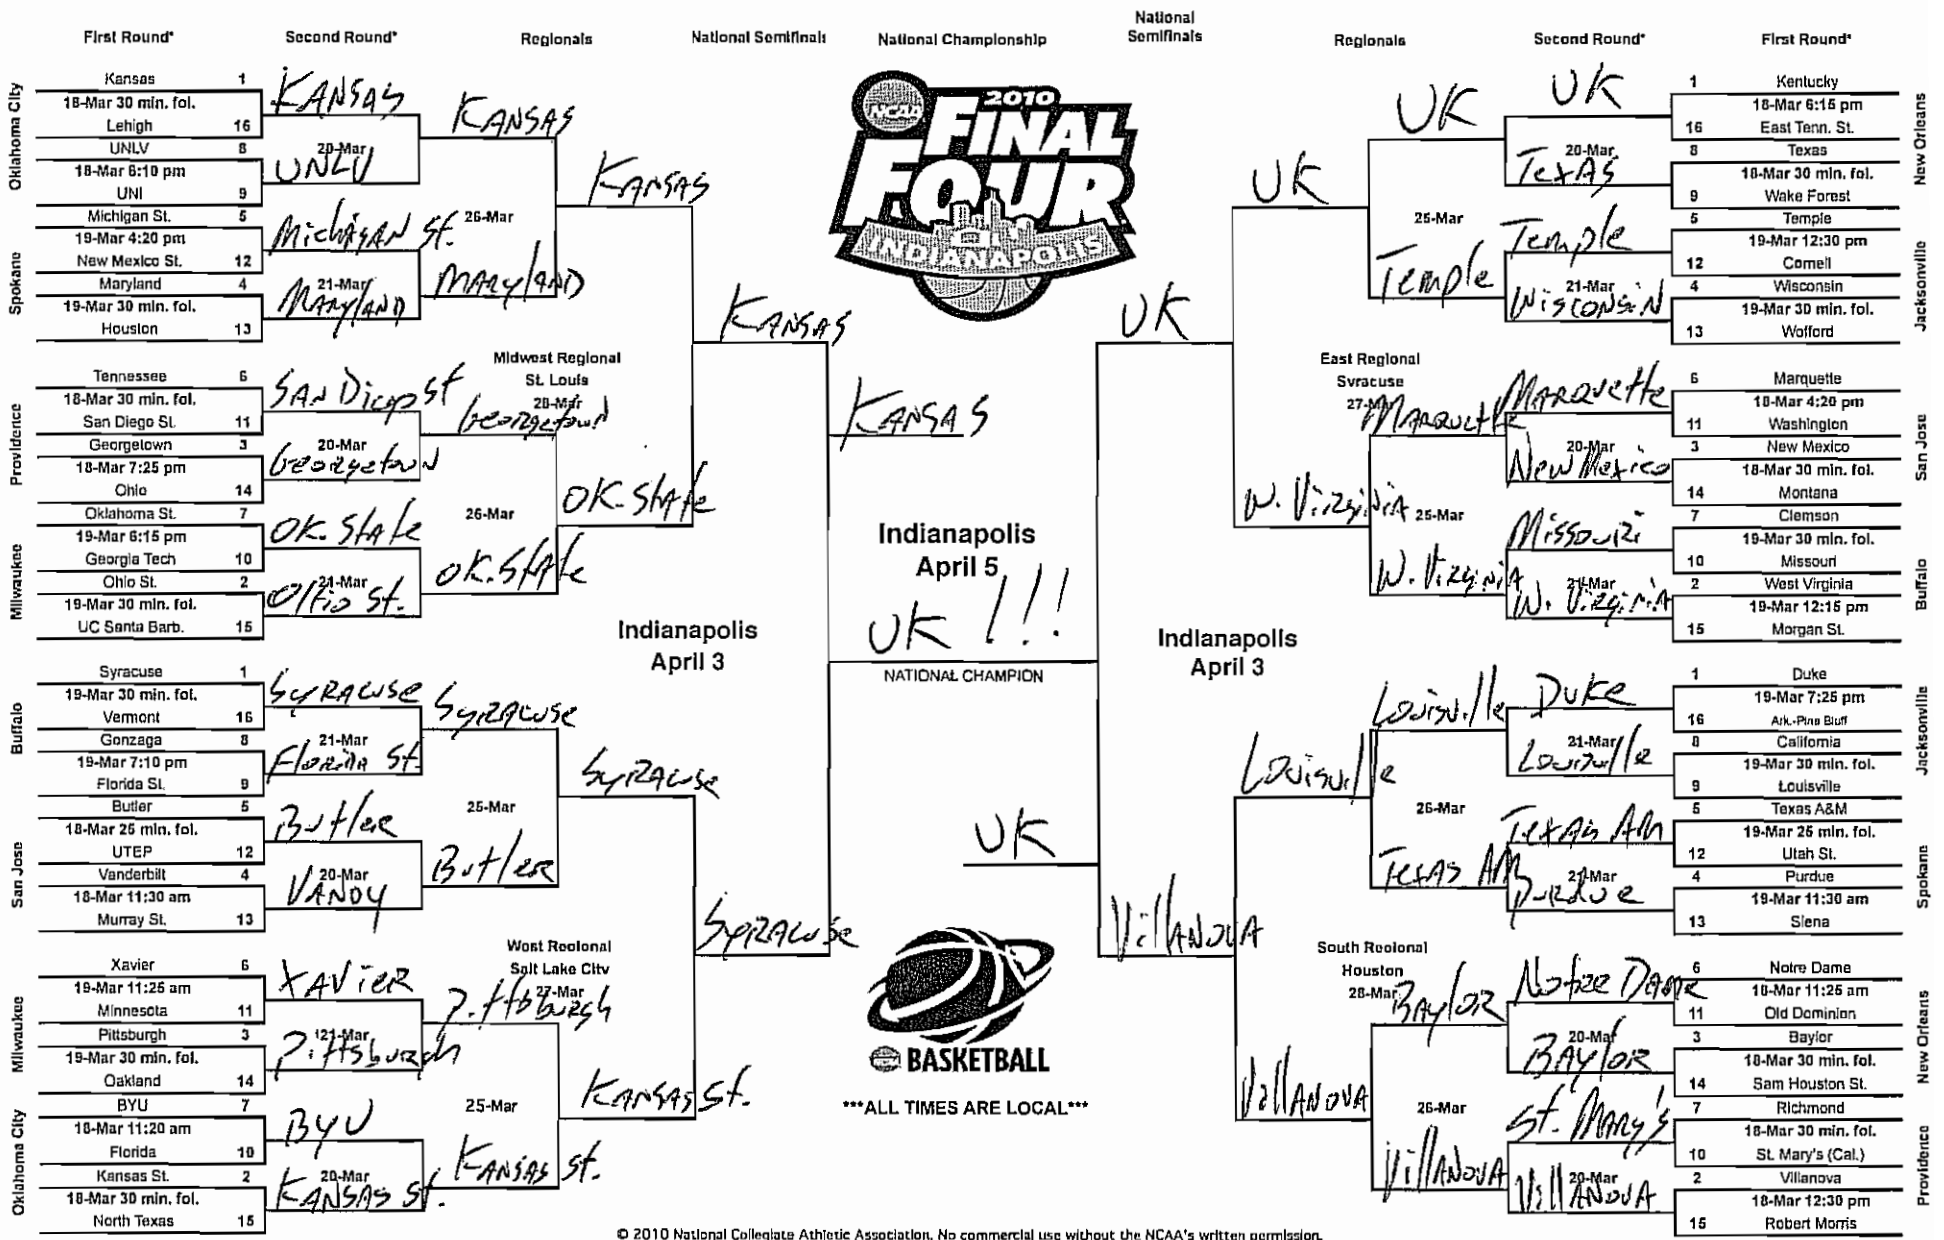 First Round*
Second Round*
Regionals
National Semifinals
National Championship
National Semifinals
Regionals
Second Round*
First Round*
Oklahoma City
Kansas 1
18-Mar 30 min. fol.
Lehigh 16
UNLV 8
18-Mar 6:10 pm
UNI 9
Spokane
Michigan St. 5
19-Mar 4:20 pm
New Mexico St. 12
Maryland 4
19-Mar 30 min. fol.
Houston 13
Providence
Tennessee 6
18-Mar 30 min. fol.
San Diego St. 11
Georgetown 3
18-Mar 7:25 pm
Ohio 14
Milwaukee
Oklahoma St. 7
19-Mar 6:15 pm
Georgia Tech 10
Ohio St. 2
19-Mar 30 min. fol.
UC Santa Barb. 15
Buffalo
Syracuse 1
19-Mar 30 min. fol.
Vermont 16
Gonzaga 8
19-Mar 7:10 pm
Florida St. 9
San Jose
Butler 5
18-Mar 25 min. fol.
UTEP 12
Vanderbilt 4
18-Mar 11:30 am
Murray St. 13
Milwaukee
Xavier 6
19-Mar 11:25 am
Minnesota 11
Pittsburgh 3
19-Mar 30 min. fol.
Oakland 14
Oklahoma City
BYU 7
18-Mar 11:20 am
Florida 10
Kansas St. 2
18-Mar 30 min. fol.
North Texas 15
KANSAS
20-Mar
UNLV
MichigAN St.
21-Mar
MARylAND
SAN Diego St
20-Mar
Georgetown
OK. StAte
21-Mar
OHio St.
SyRACuse
21-Mar
FloRidA St.
Butler
20-Mar
VANDY
XAVieR
21-Mar
PittsbuRgh
BYU
20-Mar
KANSAS St.
KANSAS
26-Mar
MARylAND
Midwest Regional
St. Louis
28-Mar
Georgetown
26-Mar
OK. StAte
SyRACuse
25-Mar
Butler
West Regional
Salt Lake City
27-Mar
PittsbuRgh
25-Mar
KANSAS St.
KANSAS
OK. StAte
SyRACuse
KANSAS St.
KANSAS
Indianapolis
April 3
SyRACuse
NCAA
2010
FINAL
FOUR
INDIANAPOLIS
KANSAS
Indianapolis
April 5
UK !!!
NATIONAL CHAMPION
UK
BASKETBALL
***ALL TIMES ARE LOCAL***
UK
Indianapolis
April 3
VillANOVA
UK
W. ViRginiA
Louisville
VillANOVA
UK
25-Mar
Temple
East Regional
Syracuse
27-Mar
MARquette
25-Mar
W. ViRginiA
Louisville
26-Mar
TexAS AM
South Regional
Houston
28-Mar
BAylOR
26-Mar
VillANOVA
UK
20-Mar
TexAS
Temple
21-Mar
WisCONSiN
MARquette
20-Mar
New Mexico
MissouRi
21-Mar
W. ViRginiA
Duke
21-Mar
Louisville
TexAs AM
21-Mar
PuRdue
NotRe DAme
20-Mar
BAylOR
St. MARy's
20-Mar
VillANOVA
1 Kentucky
18-Mar 6:15 pm
16 East Tenn. St.
8 Texas
18-Mar 30 min. fol.
9 Wake Forest
New Orleans
5 Temple
19-Mar 12:30 pm
12 Cornell
4 Wisconsin
19-Mar 30 min. fol.
13 Wofford
Jacksonville
6 Marquette
18-Mar 4:20 pm
11 Washington
3 New Mexico
18-Mar 30 min. fol.
14 Montana
San Jose
7 Clemson
19-Mar 30 min. fol.
10 Missouri
2 West Virginia
19-Mar 12:15 pm
15 Morgan St.
Buffalo
1 Duke
19-Mar 7:25 pm
16 Ark.-Pine Bluff
8 California
19-Mar 30 min. fol.
9 Louisville
Jacksonville
5 Texas A&M
19-Mar 25 min. fol.
12 Utah St.
4 Purdue
19-Mar 11:30 am
13 Siena
Spokane
6 Notre Dame
18-Mar 11:25 am
11 Old Dominion
3 Baylor
18-Mar 30 min. fol.
14 Sam Houston St.
New Orleans
7 Richmond
18-Mar 30 min. fol.
10 St. Mary's (Cal.)
2 Villanova
18-Mar 12:30 pm
15 Robert Morris
Providence
© 2010 National Collegiate Athletic Association. No commercial use without the NCAA's written permission.